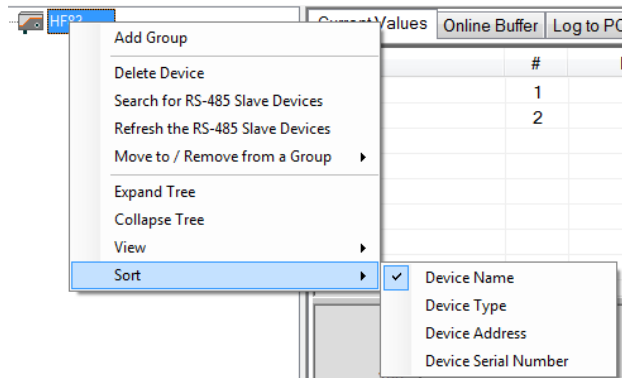 HF82
Current Values
Online Buffer
Log to PC
Add Group
#
Delete Device
1
Search for RS-485 Slave Devices
2
Refresh the RS-485 Slave Devices
Move to / Remove from a Group
Expand Tree
Collapse Tree
View
Sort
Device Name
Device Type
Device Address
Device Serial Number